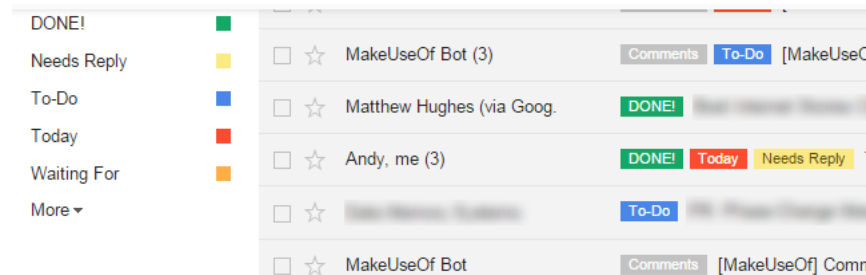 DONE!
Needs Reply
To-Do
Today
Waiting For
More
MakeUseOf Bot (3) Comments To-Do [MakeUseO
Matthew Hughes (via Goog. DONE!
Andy, me (3) DONE! Today Needs Reply
To-Do
MakeUseOf Bot Comments [MakeUseOf] Comm